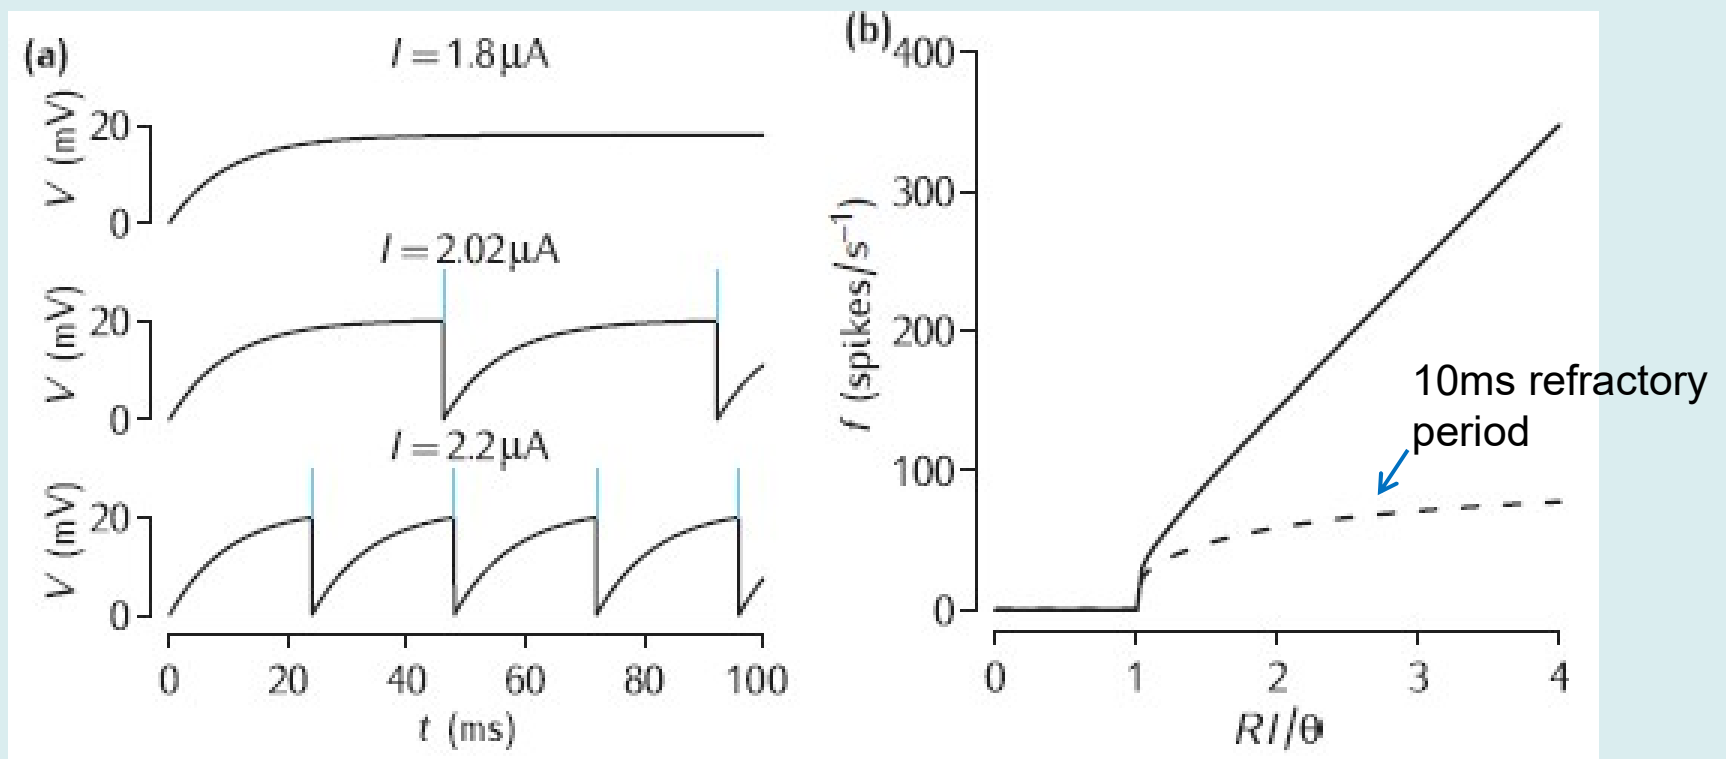 (a)
I = 1.8µA
V (mV)
20
0
I = 2.02µA
V (mV)
20
0
I = 2.2µA
V (mV)
20
0
0 20 40 60 80 100
t (ms)
(b)
f (spikes/s⁻¹)
400
300
200
100
0
10ms refractory
period
0 1 2 3 4
RI/θ